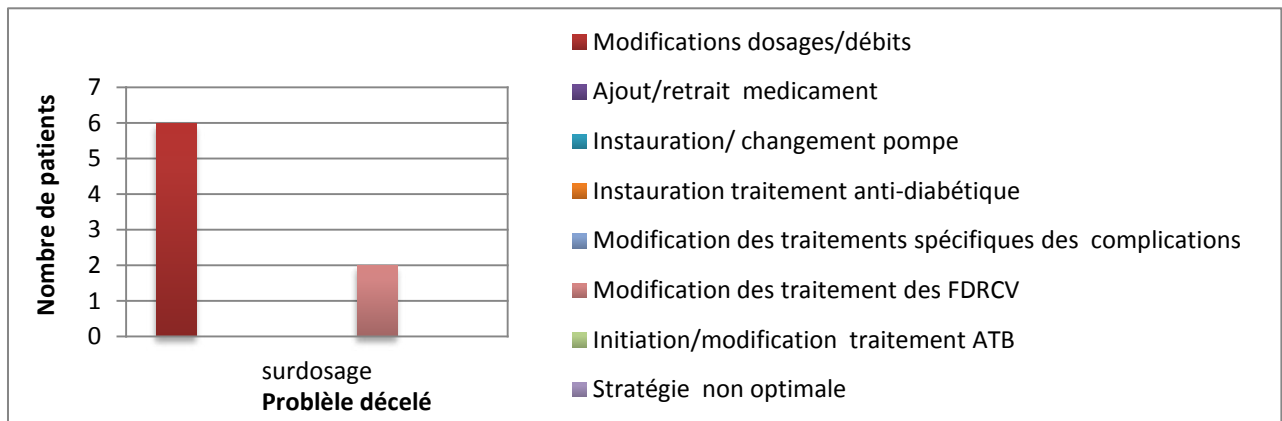 Nombre de patients
7
6
5
4
3
2
1
0
surdosage
Problèle décelé
Modifications dosages/débits
Ajout/retrait medicament
Instauration/ changement pompe
Instauration traitement anti-diabétique
Modification des traitements spécifiques des complications
Modification des traitement des FDRCV
Initiation/modification traitement ATB
Stratégie non optimale